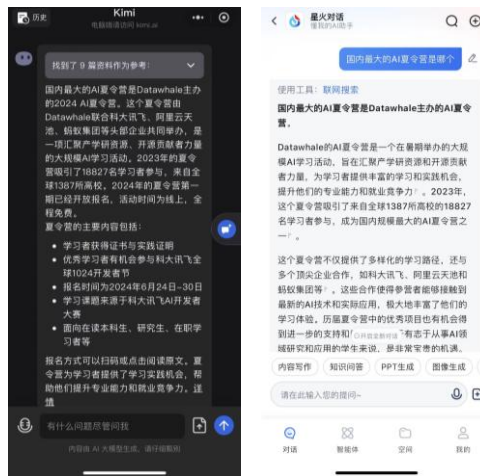 历史
Kimi
电脑端请访问 kimi.ai
找到了 9 篇资料作为参考:
国内最大的AI夏令营是Datawhale主办
的2024 AI夏令营。这个夏令营由
Datawhale联合科大讯飞、阿里云天
池、蚂蚁集团等头部企业共同举办，是
一项汇聚产学研资源、开源贡献者力量
的大规模AI学习活动。2023年的夏令
营吸引了18827名学习者参与，来自全
球1387所高校。2024年的夏令营第一
期已经开放报名，活动时间为线上，全
程免费。
夏令营的主要内容包括:
• 学习者获得证书与实践证明
• 优秀学习者有机会参与科大讯飞全
球1024开发者节
• 报名时间为2024年6月24日-30日
• 学习课题来源于科大讯飞AI开发者
大赛
• 面向在读本科生、研究生、在职学
习者等
报名方式可以扫码或点击阅读原文。夏
令营为学习者提供了学习实践机会，帮
助他们提升专业能力和就业竞争力。详
情
有什么问题尽管问我
内容由 AI 大模型生成，请仔细甄别
星火对话
懂我的AI助手
国内最大的AI夏令营是哪个
使用工具: 联网搜索
国内最大的AI夏令营是Datawhale主办的AI夏令
营。
Datawhale的AI夏令营是一个在暑期举办的大规
模AI学习活动，旨在汇聚产学研资源和开源贡献
者力量，为学习者提供丰富的学习和实践机会，
提升他们的专业能力和就业竞争力。2023年，
这个夏令营吸引了来自全球1387所高校的18827
名学习者参与，成为国内规模最大的AI夏令营之
一。
这个夏令营不仅提供了多样化的学习路径，还与
多个顶尖企业合作，如科大讯飞、阿里云天池和
蚂蚁集团等。这些合作使得参营者能够接触到
最新的AI技术和实际应用，极大地丰富了他们的
学习体验。历届夏令营中的优秀项目也有机会得
到进一步的支持和 开启全新对话 有志于从事AI领
域研究和应用的学生来说，是非常宝贵的机遇。
内容写作 知识问答 PPT生成 图像生成
请在此输入您的提问~
对话 智能体 空间 我的